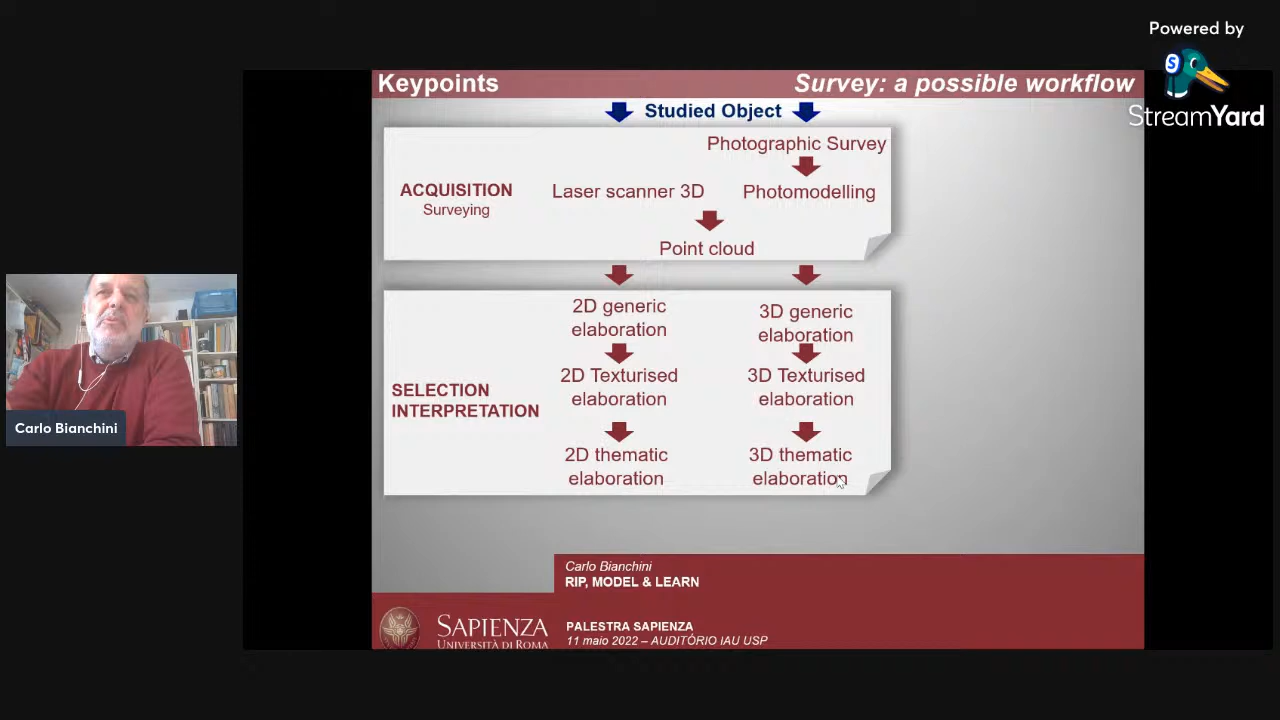 Powered by
S
StreamYard
Keypoints
Survey: a possible workflow
Studied Object
Photographic Survey
ACQUISITION
Surveying
Laser scanner 3D
Photomodelling
Point cloud
2D generic
elaboration
3D generic
elaboration
SELECTION
INTERPRETATION
2D Texturised
elaboration
3D Texturised
elaboration
2D thematic
elaboration
3D thematic
elaboration
Carlo Bianchini
Carlo Bianchini
RIP, MODEL & LEARN
SAPIENZA
UNIVERSITÀ DI ROMA
PALESTRA SAPIENZA
11 maio 2022 – AUDITÓRIO IAU USP